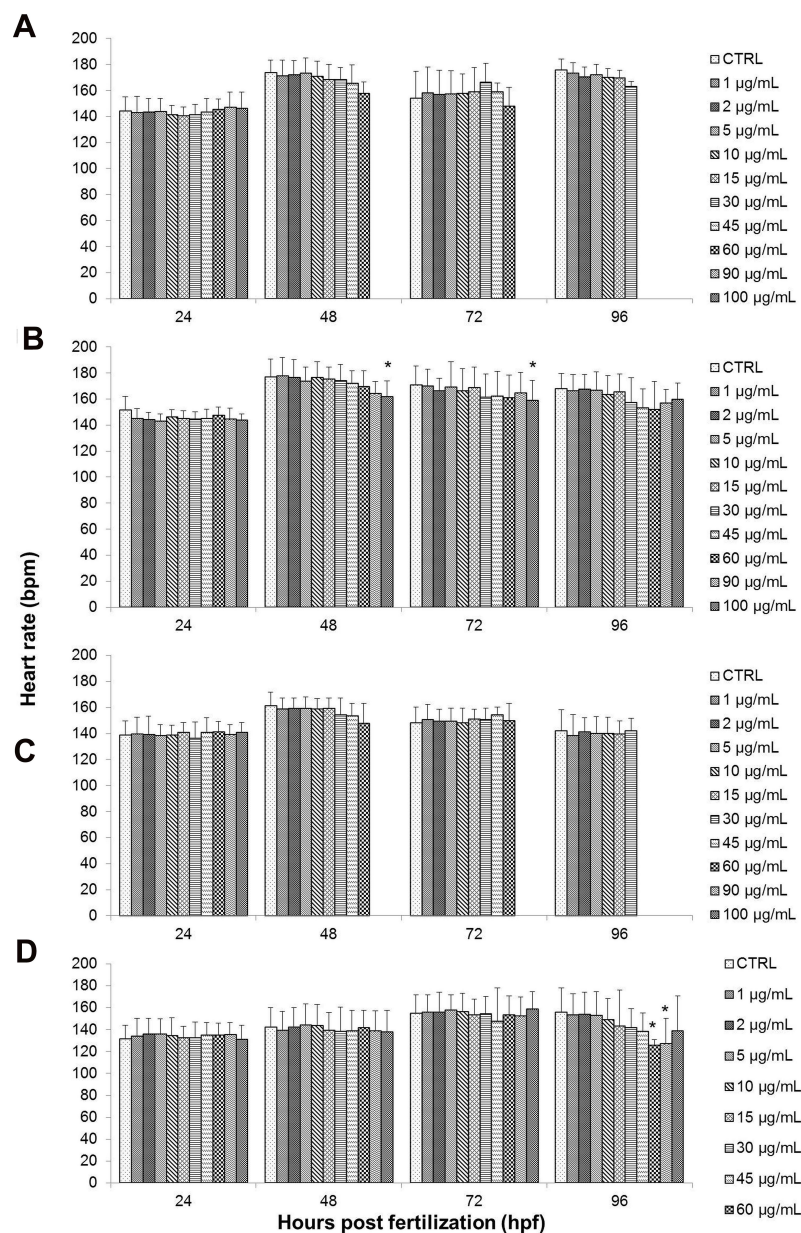 A
200
180
160
140
120
100
80
60
40
20
0
24 48 72 96
CTRL
1 µg/mL
2 µg/mL
5 µg/mL
10 µg/mL
15 µg/mL
30 µg/mL
45 µg/mL
60 µg/mL
90 µg/mL
100 µg/mL
B
200
180
160
140
120
100
80
60
40
20
0
* *
24 48 72 96
CTRL
1 µg/mL
2 µg/mL
5 µg/mL
10 µg/mL
15 µg/mL
30 µg/mL
45 µg/mL
60 µg/mL
90 µg/mL
100 µg/mL
Heart rate (bpm)
C
200
180
160
140
120
100
80
60
40
20
0
24 48 72 96
CTRL
1 µg/mL
2 µg/mL
5 µg/mL
10 µg/mL
15 µg/mL
30 µg/mL
45 µg/mL
60 µg/mL
90 µg/mL
100 µg/mL
D
200
180
160
140
120
100
80
60
40
20
0
* *
24 48 72 96
Hours post fertilization (hpf)
CTRL
1 µg/mL
2 µg/mL
5 µg/mL
10 µg/mL
15 µg/mL
30 µg/mL
45 µg/mL
60 µg/mL